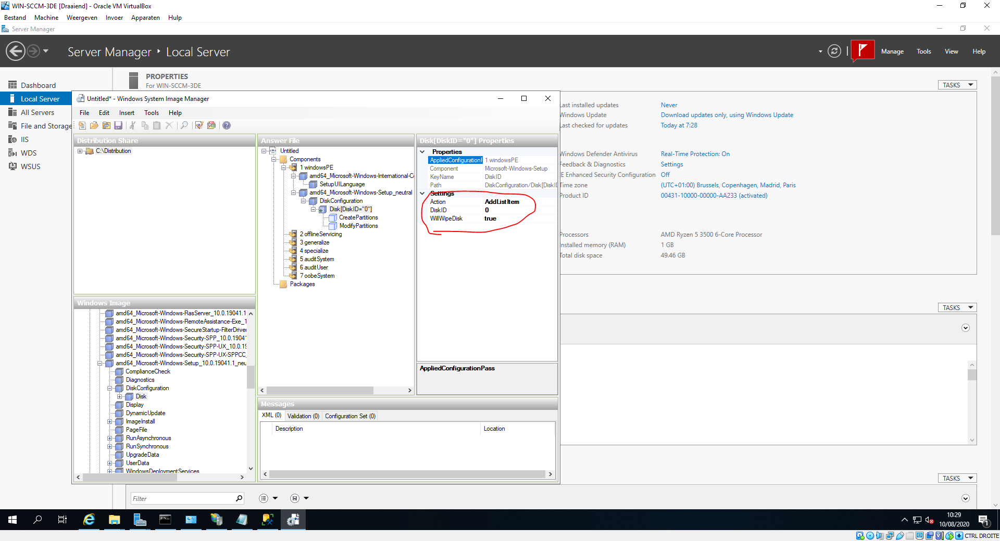 WIN-SCCM-3DE [Draaiend] - Oracle VM VirtualBox
Bestand Machine Weergeven Invoer Apparaten Hulp
Server Manager
Server Manager ‣ Local Server
Manage Tools View Help
Dashboard
Local Server
All Servers
File and Storage
IIS
WDS
WSUS
PROPERTIES
For WIN-SCCM-3DE
TASKS
Last installed updates Never
Windows Update Download updates only, using Windows Update
Last checked for updates Today at 7:28
Windows Defender Antivirus Real-Time Protection: On
Feedback & Diagnostics Settings
IE Enhanced Security Configuration Off
Time zone (UTC+01:00) Brussels, Copenhagen, Madrid, Paris
Product ID 00431-10000-00000-AA233 (activated)
Processors AMD Ryzen 5 3500 6-Core Processor
Installed memory (RAM) 1 GB
Total disk space 49.46 GB
TASKS
TASKS
Untitled* - Windows System Image Manager
File Edit Insert Tools Help
Distribution Share
C:\Distribution
Windows Image
amd64_Microsoft-Windows-RasServer_10.0.19041.1
amd64_Microsoft-Windows-RemoteAssistance-Exe_1
amd64_Microsoft-Windows-SecureStartup-FilterDriver
amd64_Microsoft-Windows-Security-SPP_10.0.1904
amd64_Microsoft-Windows-Security-SPP-UX_10.0.19
amd64_Microsoft-Windows-Security-SPP-UX-SPPCC_
amd64_Microsoft-Windows-Setup_10.0.19041.1_neu
ComplianceCheck
Diagnostics
DiskConfiguration
Disk
Display
DynamicUpdate
ImageInstall
PageFile
RunAsynchronous
RunSynchronous
UpgradeData
UserData
WindowsDeploymentServices
Answer File
Untitled
Components
1 windowsPE
amd64_Microsoft-Windows-International-Co
SetupUILanguage
amd64_Microsoft-Windows-Setup_neutral
DiskConfiguration
Disk[DiskID="0"]
CreatePartitions
ModifyPartitions
2 offlineServicing
3 generalize
4 specialize
5 auditSystem
6 auditUser
7 oobeSystem
Packages
Disk[DiskID="0"] Properties
Properties
AppliedConfigurationP 1 windowsPE
Component Microsoft-Windows-Setup
KeyName DiskID
Path DiskConfiguration/Disk[DiskID
Settings
Action AddListItem
DiskID 0
WillWipeDisk true
AppliedConfigurationPass
Messages
XML (0) Validation (0) Configuration Set (0)
Description Location
Filter
10:29
10/08/2020
1
CTRL DROITE